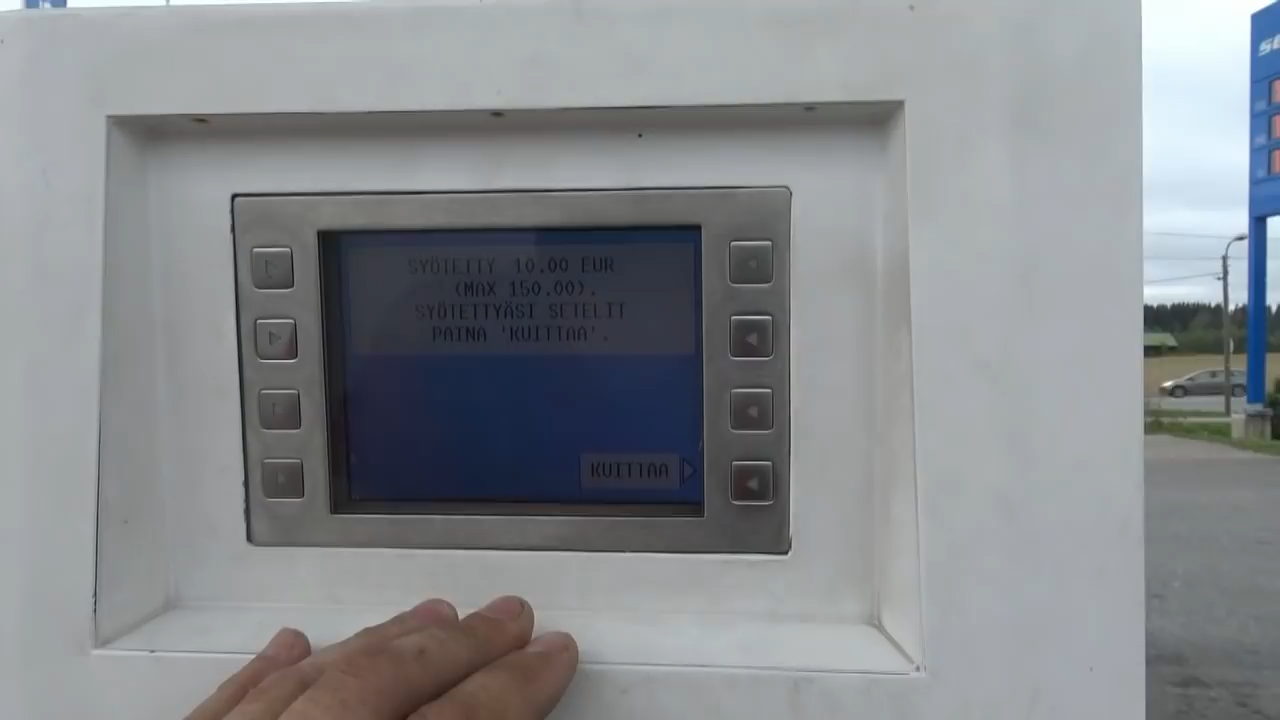 SYÖTETTY 10.00 EUR
(MAX 150.00).
SYÖTETTYÄSI SETELIT
PAINA 'KUITTAA'.
KUITTAA